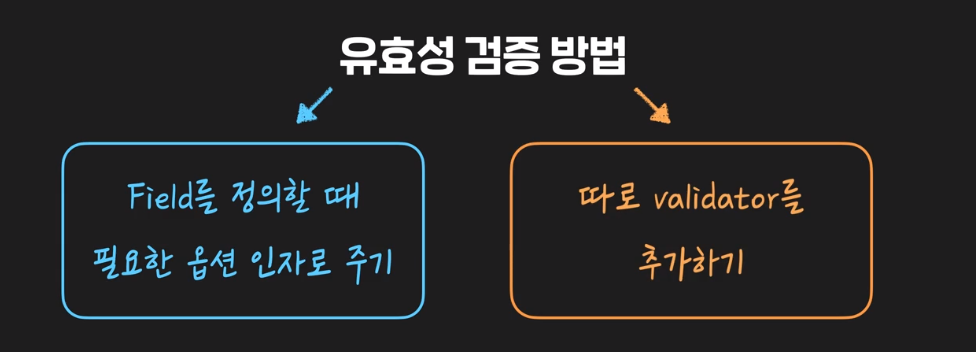 유효성 검증 방법
Field를 정의할 때
필요한 옵션 인자로 주기
따로 validator를
추가하기